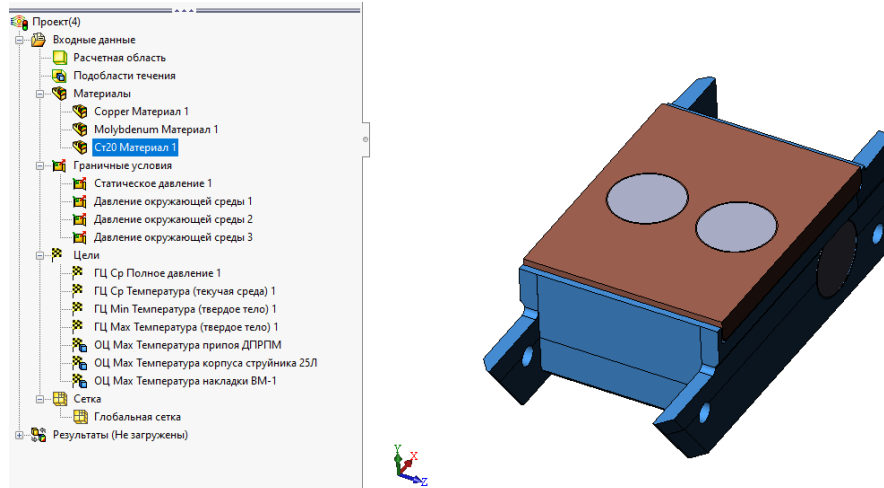 Проект(4)
Входные данные
Расчетная область
Подобласти течения
Материалы
Copper Материал 1
Molybdenum Материал 1
Ст20 Материал 1
Граничные условия
Статическое давление 1
Давление окружающей среды 1
Давление окружающей среды 2
Давление окружающей среды 3
Цели
ГЦ Ср Полное давление 1
ГЦ Ср Температура (текучая среда) 1
ГЦ Min Температура (твердое тело) 1
ГЦ Max Температура (твердое тело) 1
ОЦ Max Температура припоя ДПРПМ
ОЦ Max Температура корпуса струйника 25Л
ОЦ Max Температура накладки ВМ-1
Сетка
Глобальная сетка
Результаты (Не загружены)
Y
X
Z